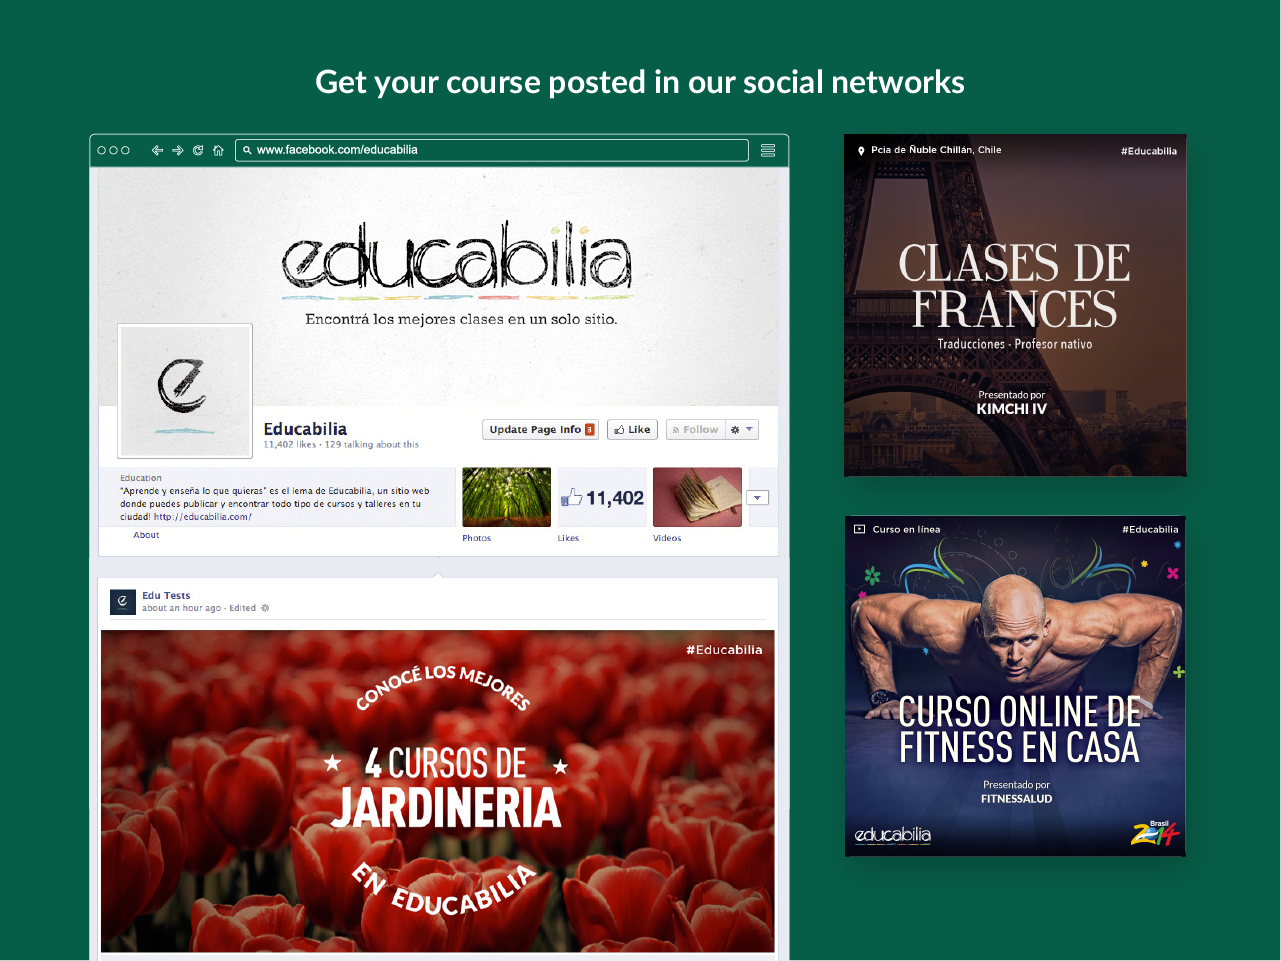 Get your course posted in our social networks
www.facebook.com/educabilia
educabilia
Encontrá los mejores clases en un solo sitio.
e
Educabilia
11,402 likes · 129 talking about this
Update Page Info 3
Like
Follow
Education
"Aprende y enseña lo que quieras" es el lema de Educabilia, un sitio web
donde puedes publicar y encontrar todo tipo de cursos y talleres en tu
ciudad! http://educabilia.com/
About
11,402
Photos
Likes
Videos
e
Edu Tests
about an hour ago · Edited
#Educabilia
CONOCÉ LOS MEJORES
4 CURSOS DE
JARDINERIA
EN EDUCABILIA
Pcia de Ñuble Chillán, Chile
#Educabilia
CLASES DE
FRANCES
Traducciones - Profesor nativo
Presentado por
KIMCHI IV
Curso en línea
#Educabilia
CURSO ONLINE DE
FITNESS EN CASA
Presentado por
FITNESSALUD
educabilia
Brasil
2014